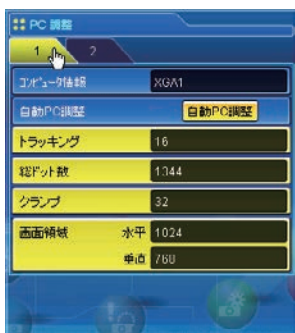 PC 調整
1 2
コンピュータ情報 XGA1
自動PC調整 自動PC調整
トラッキング 16
総ドット数 1344
クランプ 32
画面領域 水平 1024
垂直 768